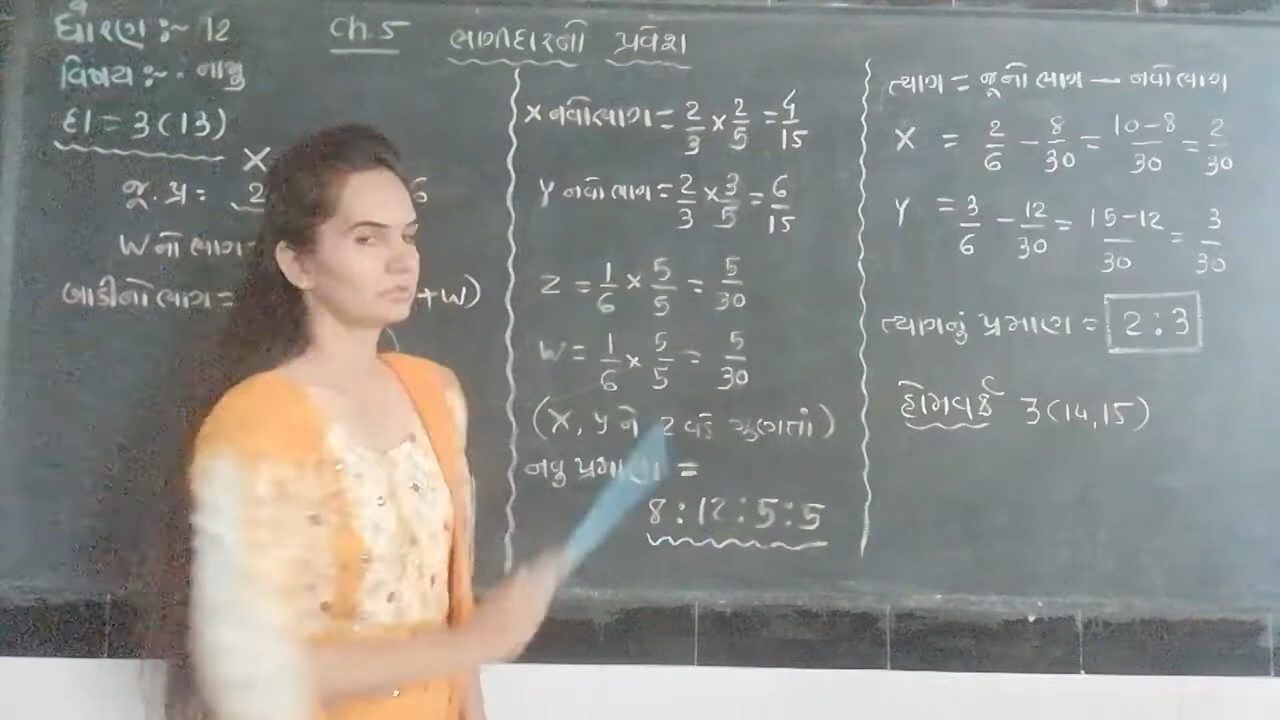 ધોરણ :~ 12
વિષય :~ નામુ
દા = 3(13)
X
જૂ.પ્ર = 2
W નો ભાગ
બાકીનો ભાગ = +W)
Ch.5 ભાગીદારનો પ્રવેશ
X નવો ભાગ = 2/3 × 2/5 = 4/15
Y નવો ભાગ = 2/3 × 3/5 = 6/15
Z = 1/6 × 5/5 = 5/30
W = 1/6 × 5/5 = 5/30
(X, Y ને 2 વડે ગુણતાં)
નવુ પ્રમાણ =
8 : 12 : 5 : 5
ત્યાગ = જૂનો ભાગ — નવો ભાગ
X = 2/6 - 8/30 = 10-8/30 = 2/30
Y = 3/6 - 12/30 = 15-12/30 = 3/30
ત્યાગનું પ્રમાણ = 2 : 3
હોમવર્ક 3(14,15)